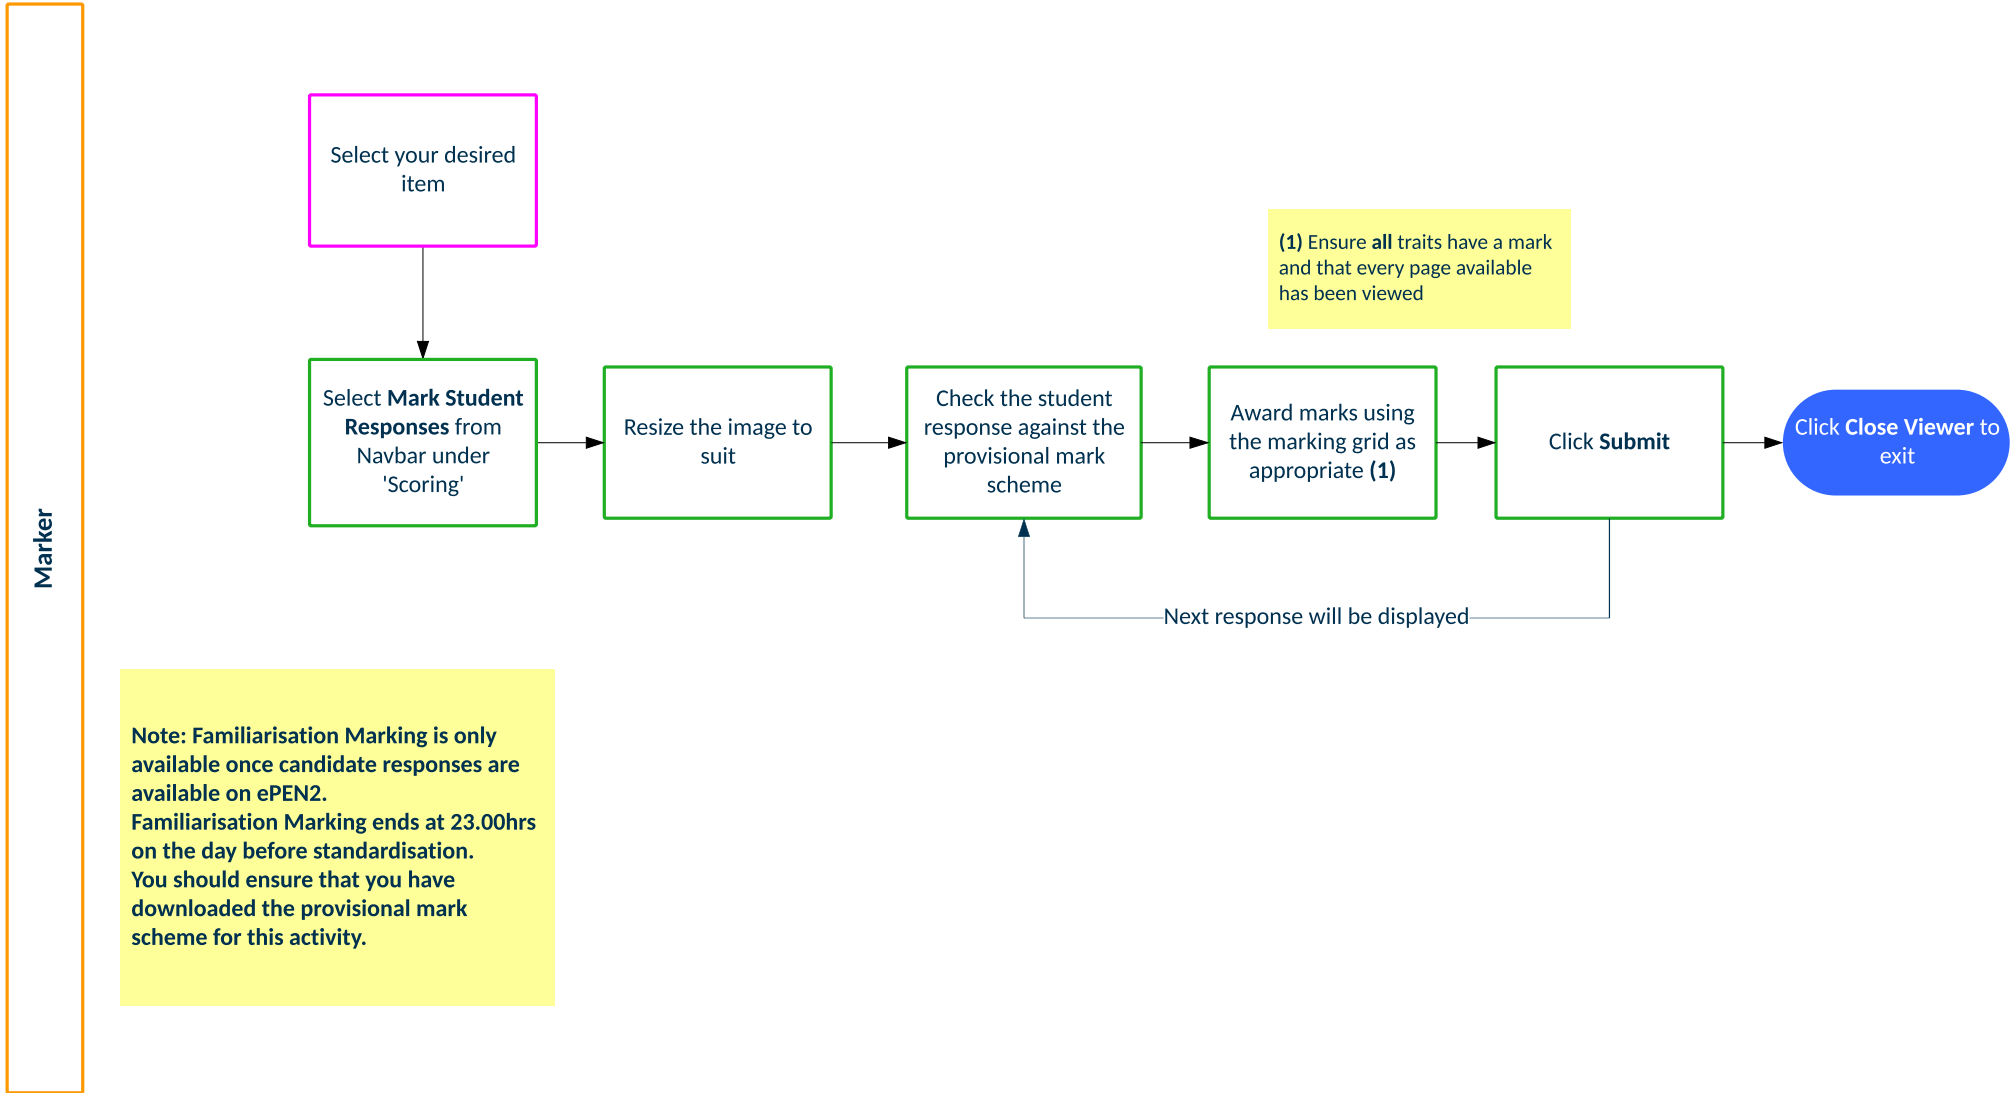 Marker
Select your desired
item
(1) Ensure all traits have a mark
and that every page available
has been viewed
Select Mark Student
Responses from
Navbar under
'Scoring'
Resize the image to
suit
Check the student
response against the
provisional mark
scheme
Award marks using
the marking grid as
appropriate (1)
Click Submit
Click Close Viewer to
exit
Next response will be displayed
Note: Familiarisation Marking is only
available once candidate responses are
available on ePEN2.
Familiarisation Marking ends at 23.00hrs
on the day before standardisation.
You should ensure that you have
downloaded the provisional mark
scheme for this activity.